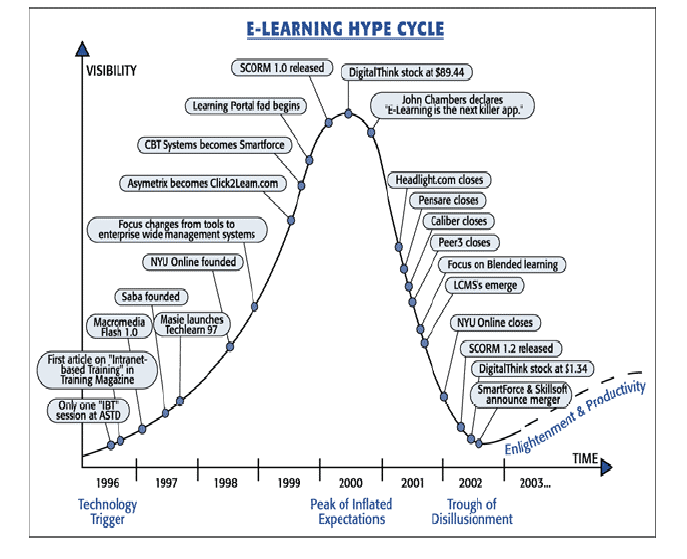 E-LEARNING HYPE CYCLE
VISIBILITY
SCORM 1.0 released
DigitalThink stock at $89.44
Learning Portal fad begins
John Chambers declares
"E-Learning is the next killer app."
CBT Systems becomes Smartforce
Asymetrix becomes Click2Learn.com
Headlight.com closes
Pensare closes
Caliber closes
Focus changes from tools to
enterprise wide management systems
Peer3 closes
NYU Online founded
Focus on Blended learning
LCMS's emerge
Saba founded
Macromedia
Flash 1.0
Masie launches
Techlearn 97
NYU Online closes
First article on "Intranet-
based Training" in
Training Magazine
SCORM 1.2 released
DigitalThink stock at $1.34
Only one "IBT"
session at ASTD
SmartForce & Skillsoft
announce merger
Enlightenment & Productivity
TIME
1996
1997
1998
1999
2000
2001
2002
2003...
Technology
Trigger
Peak of Inflated
Expectations
Trough of
Disillusionment